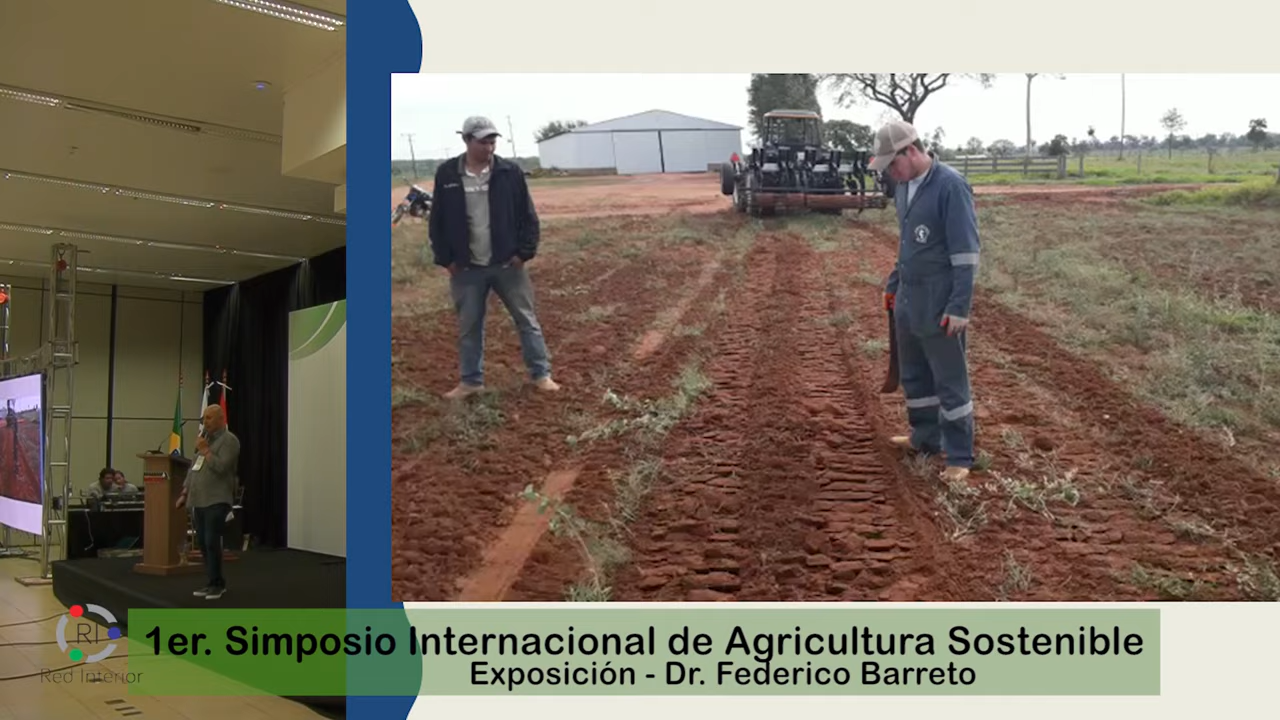 RI
Red Interior
1er. Simposio Internacional de Agricultura Sostenible
Exposición - Dr. Federico Barreto